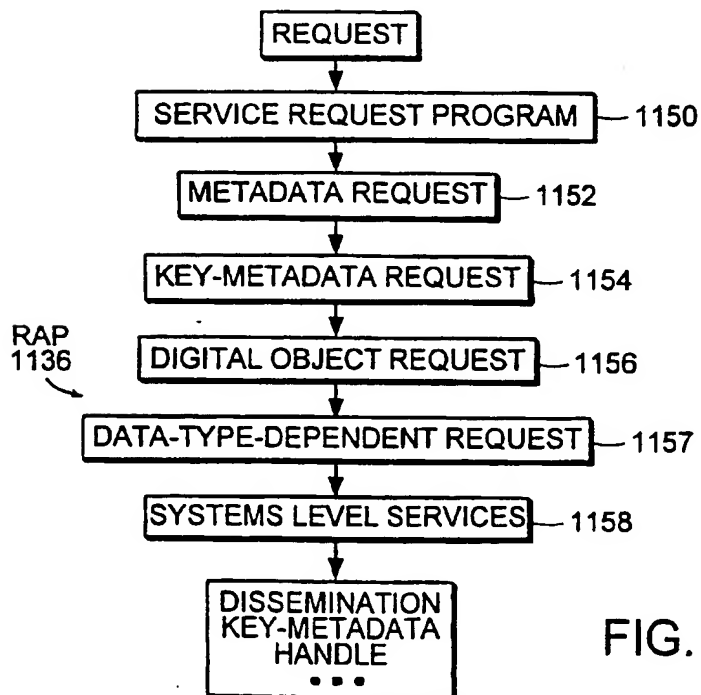 REQUEST
SERVICE REQUEST PROGRAM 1150
METADATA REQUEST 1152
KEY-METADATA REQUEST 1154
RAP
1136
DIGITAL OBJECT REQUEST 1156
DATA-TYPE-DEPENDENT REQUEST 1157
SYSTEMS LEVEL SERVICES 1158
DISSEMINATION
KEY-METADATA
HANDLE
• • •
FIG.